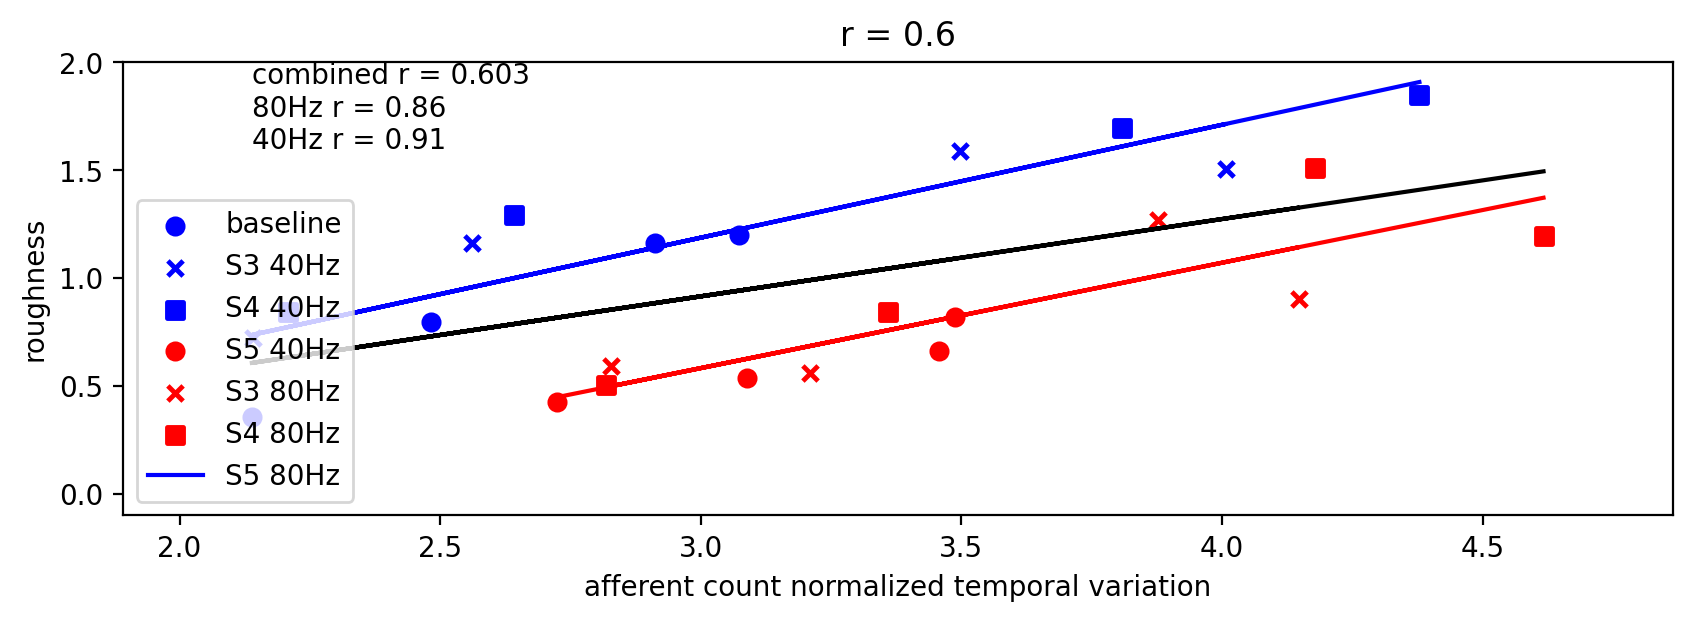 r = 0.6
combined r = 0.603
80Hz r = 0.86
40Hz r = 0.91
baseline
S3 40Hz
S4 40Hz
S5 40Hz
S3 80Hz
S4 80Hz
S5 80Hz
roughness
2.0
1.5
1.0
0.5
0.0
2.0 2.5 3.0 3.5 4.0 4.5
afferent count normalized temporal variation